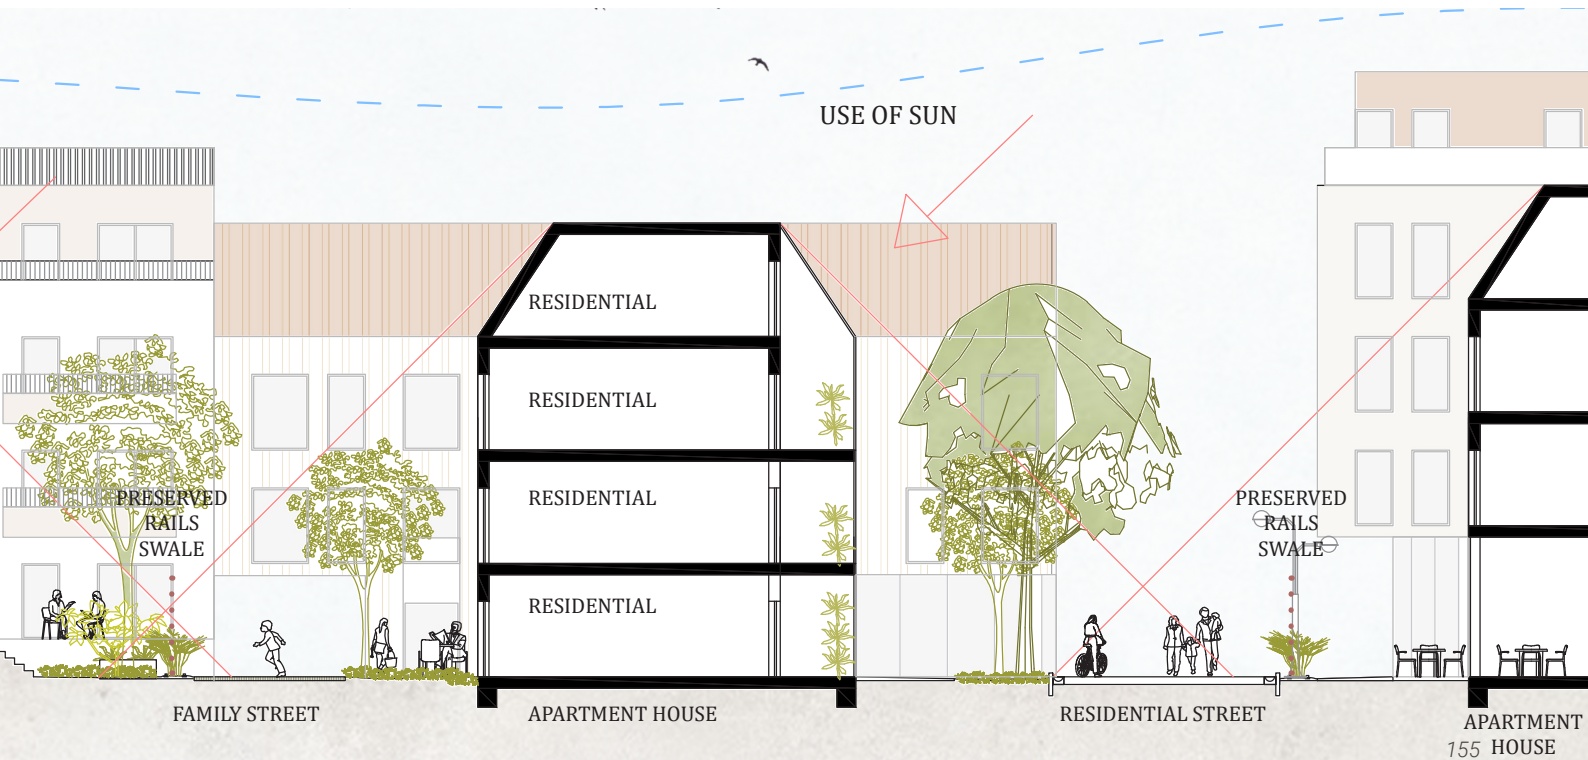 USE OF SUN
RESIDENTIAL
RESIDENTIAL
RESIDENTIAL
RESIDENTIAL
PRESERVED
RAILS
SWALE
PRESERVED
RAILS
SWALE
FAMILY STREET
APARTMENT HOUSE
RESIDENTIAL STREET
APARTMENT
HOUSE
155